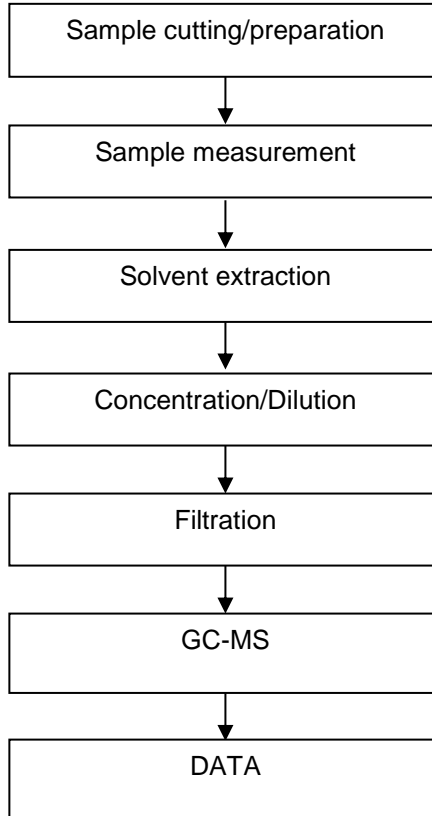 Sample cutting/preparation
Sample measurement
Solvent extraction
Concentration/Dilution
Filtration
GC-MS
DATA